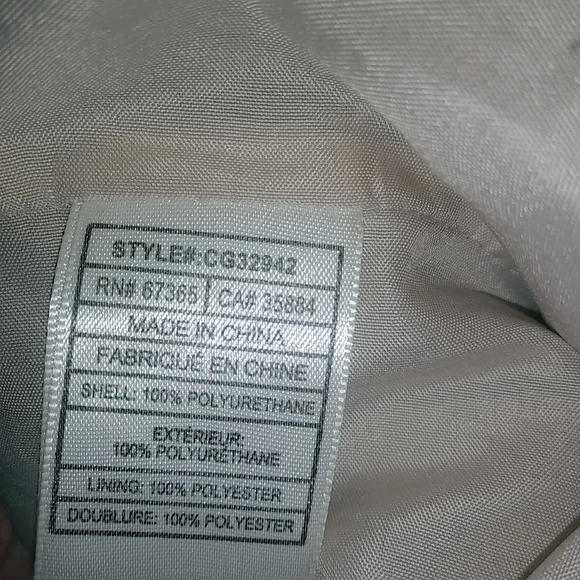 STYLE#:CG32942
RN# 67365 CA# 35884
MADE IN CHINA
FABRIQUÉ EN CHINE
SHELL: 100% POLYURETHANE
EXTÉRIEUR:
100% POLYURÉTHANE
LINING: 100% POLYESTER
DOUBLURE: 100% POLYESTER